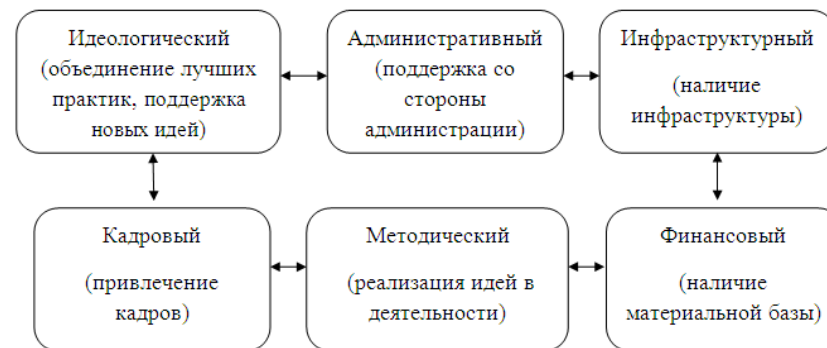 Идеологический
(объединение лучших
практик, поддержка
новых идей)
Административный
(поддержка со
стороны
администрации)
Инфраструктурный
(наличие
инфраструктуры)
Кадровый
(привлечение
кадров)
Методический
(реализация идей в
деятельности)
Финансовый
(наличие
материальной базы)